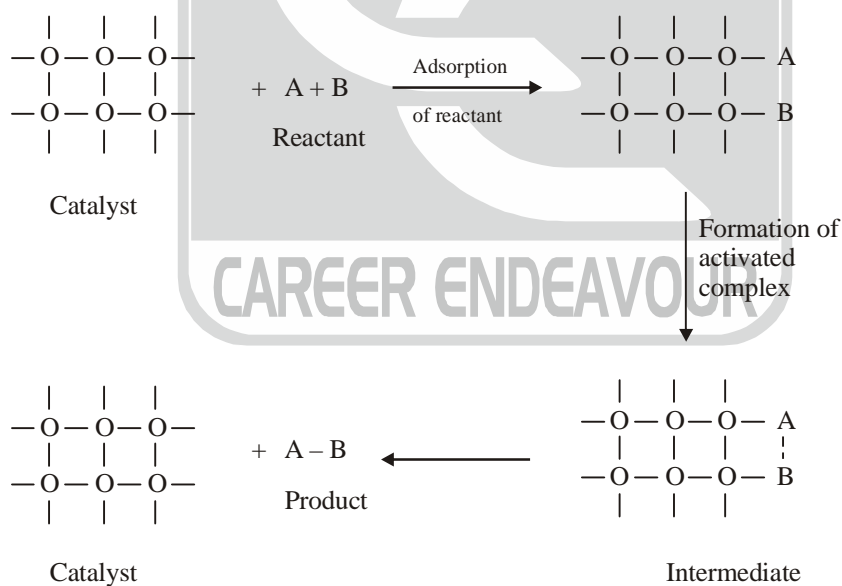 — O — O — O —
— O — O — O —
Catalyst
+ A + B
Reactant
Adsorption
of reactant
— O — O — O — A
— O — O — O — B
Formation of
activated
complex
CAREER ENDEAVOUR
— O — O — O — A
— O — O — O — B
Intermediate
+ A – B
Product
— O — O — O —
— O — O — O —
Catalyst